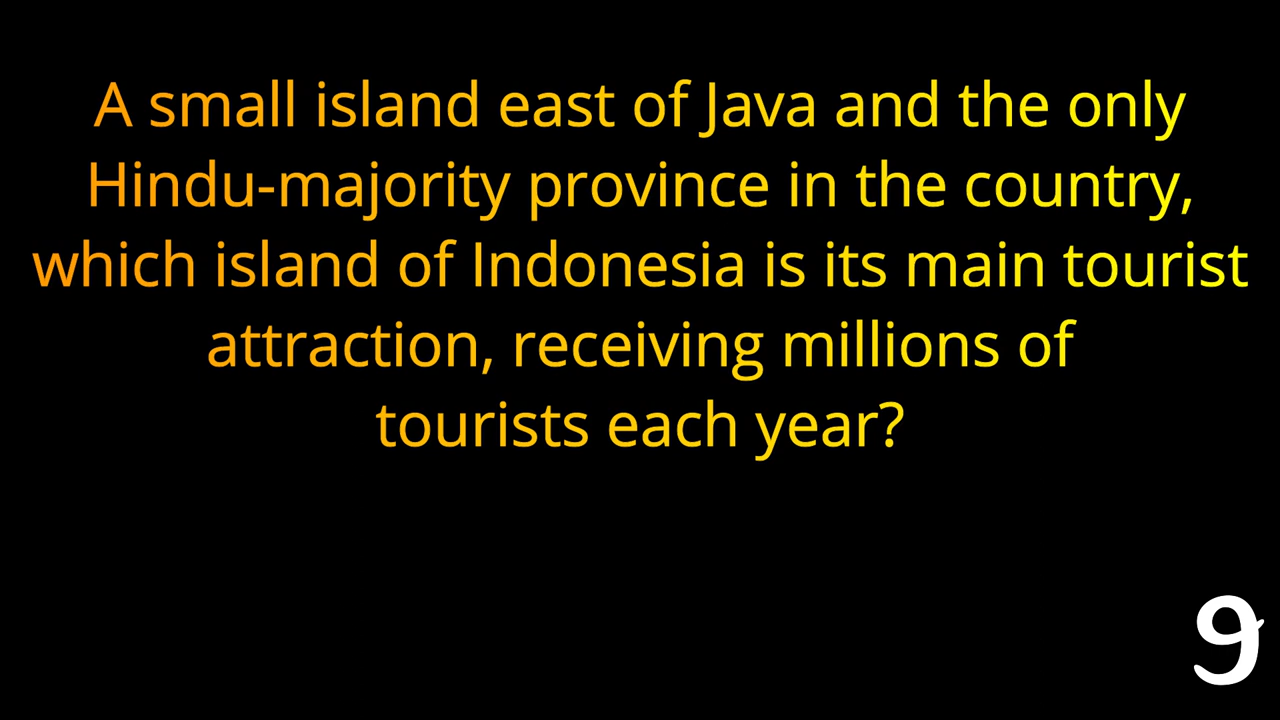 A small island east of Java and the only
Hindu-majority province in the country,
which island of Indonesia is its main tourist
attraction, receiving millions of
tourists each year?
9